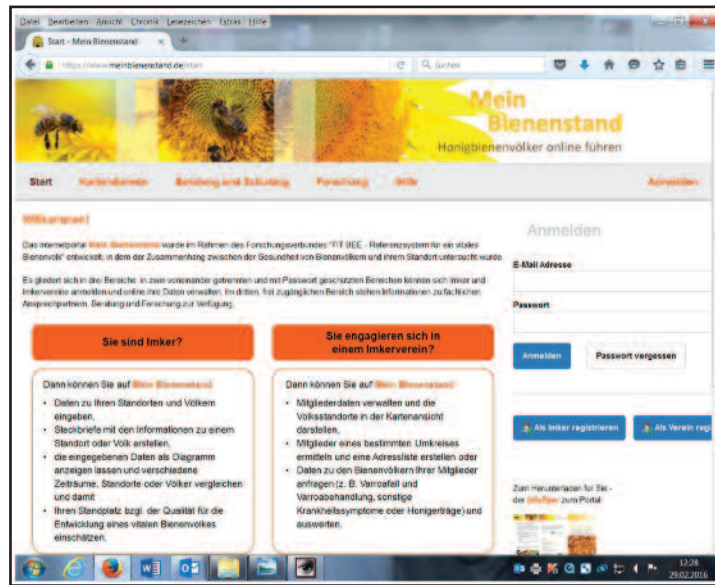 Datei Bearbeiten Ansicht Chronik Lesezeichen Extras Hilfe
Start - Mein Bienenstand
https://www.meinbienenstand.de/start
Suchen
Mein
Bienenstand
Honigbienenvölker online führen
Start Kartendienste Beratung und Schulung Forschung Hilfe Anmelden
Willkommen!
Das Internetportal Mein Bienenstand wurde im Rahmen des Forschungsverbundes "FIT BEE - Referenzsystem für ein vitales
Bienenvolk" entwickelt, in dem der Zusammenhang zwischen der Gesundheit von Bienenvölkern und ihrem Standort untersucht wurde.
Es gliedert sich in drei Bereiche: In zwei voneinander getrennten und mit Passwort geschützten Bereichen können sich Imker und
Imkervereine anmelden und online ihre Daten verwalten. Im dritten, frei zugänglichen Bereich stehen Informationen zu fachlichen
Ansprechpartnern, Beratung und Forschung zur Verfügung.
Sie sind Imker?
Dann können Sie auf Mein Bienenstand
• Daten zu Ihren Standorten und Völkern
eingeben,
• Steckbriefe mit den Informationen zu einem
Standort oder Volk erstellen,
• die eingegebenen Daten als Diagramm
anzeigen lassen und verschiedene
Zeiträume, Standorte oder Völker vergleichen
und damit
• Ihren Standplatz bzgl. der Qualität für die
Entwicklung eines vitalen Bienenvolkes
einschätzen.
Sie engagieren sich in
einem Imkerverein?
Dann können Sie auf Mein Bienenstand
• Mitgliederdaten verwalten und die
Volksstandorte in der Kartenansicht
darstellen,
• Mitglieder eines bestimmten Umkreises
ermitteln und eine Adressliste erstellen oder
• Daten zu den Bienenvölkern Ihrer Mitglieder
anfragen (z. B. Varroafall und
Varroabehandlung, sonstige
Krankheitssymptome oder Honigerträge) und
auswerten.
Anmelden
E-Mail Adresse
Passwort
Anmelden Passwort vergessen
Als Imker registrieren Als Verein regi
Zum Herunterladen für Sie -
der Infoflyer zum Portal:
12:28
29.02.2016